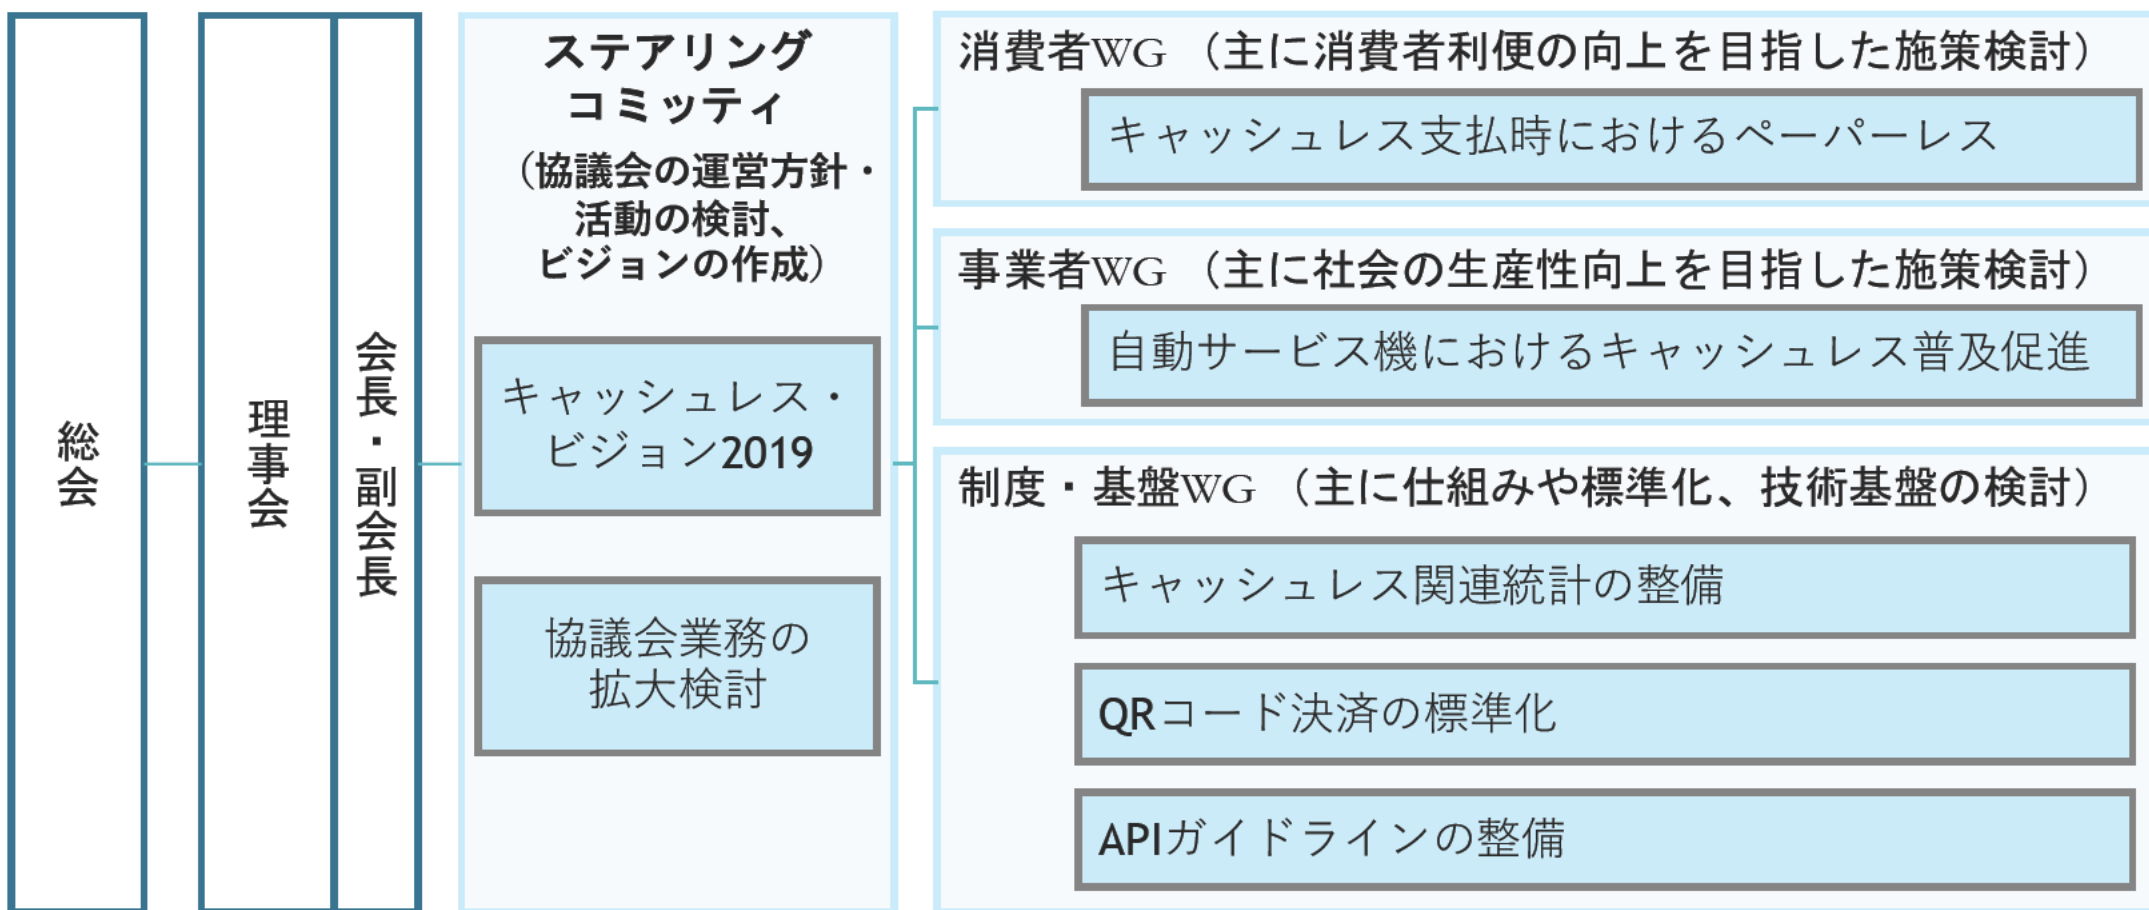 総会
理事会
会長・副会長
ステアリング
コミッティ
（協議会の運営方針・
活動の検討、
ビジョンの作成）
キャッシュレス・
ビジョン2019
協議会業務の
拡大検討
消費者WG （主に消費者利便の向上を目指した施策検討）
キャッシュレス支払時におけるペーパーレス
事業者WG （主に社会の生産性向上を目指した施策検討）
自動サービス機におけるキャッシュレス普及促進
制度・基盤WG （主に仕組みや標準化、技術基盤の検討）
キャッシュレス関連統計の整備
QRコード決済の標準化
APIガイドラインの整備